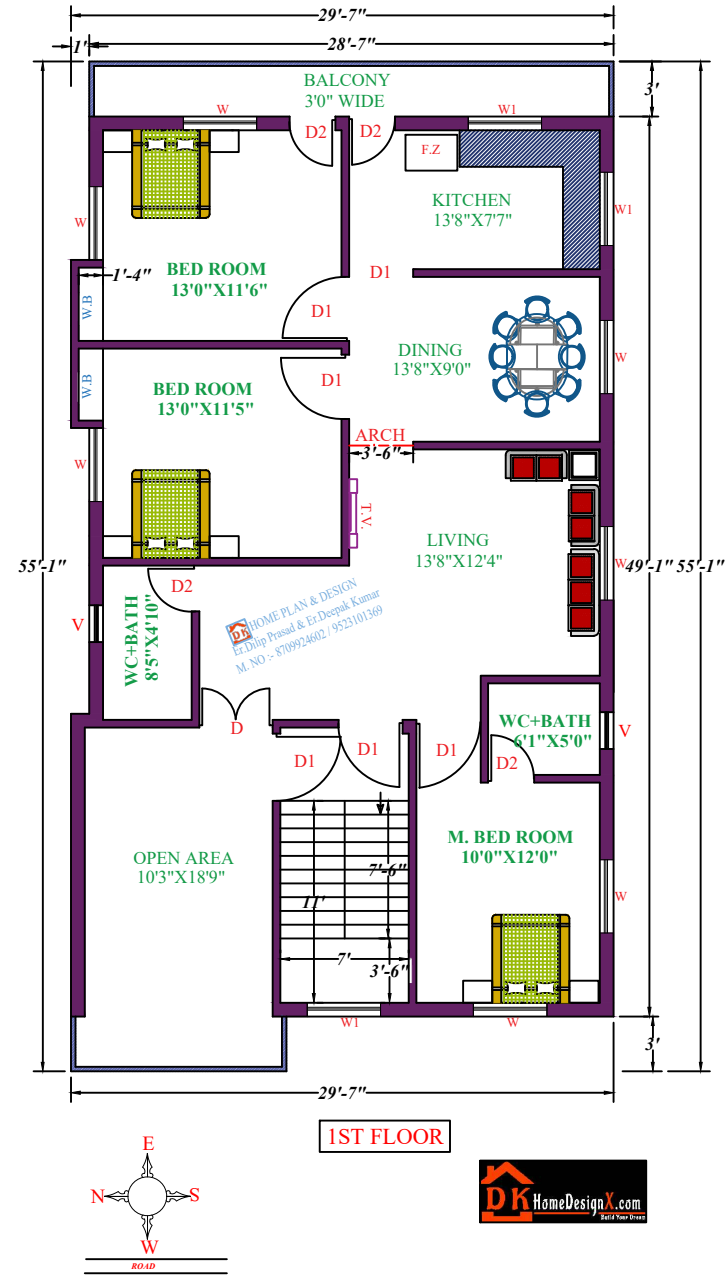 29'-7"
1'
28'-7"
BALCONY
3'0" WIDE
3'
W
W1
D2
D2
F.Z
KITCHEN
13'8"X7'7"
W
W1
BED ROOM
13'0"X11'6"
1'-4"
D1
W.B
D1
DINING
13'8"X9'0"
W
W.B
D1
BED ROOM
13'0"X11'5"
ARCH
3'-6"
W
T.V.
LIVING
13'8"X12'4"
W
55'-1"
49'-1"
55'-1"
D2
WC+BATH
8'5"X4'10"
V
DK
HOME PLAN & DESIGN
Er.Dilip Prasad & Er.Deepak Kumar
M. NO :- 8709924602 / 9523101369
D
D1
D1
D1
WC+BATH
6'1"X5'0"
V
D2
M. BED ROOM
10'0"X12'0"
OPEN AREA
10'3"X18'9"
7'-6"
11'
W
7'
3'-6"
W1
W
3'
29'-7"
1ST FLOOR
E
N
S
W
ROAD
DK HomeDesignX.com
Build Your Dream